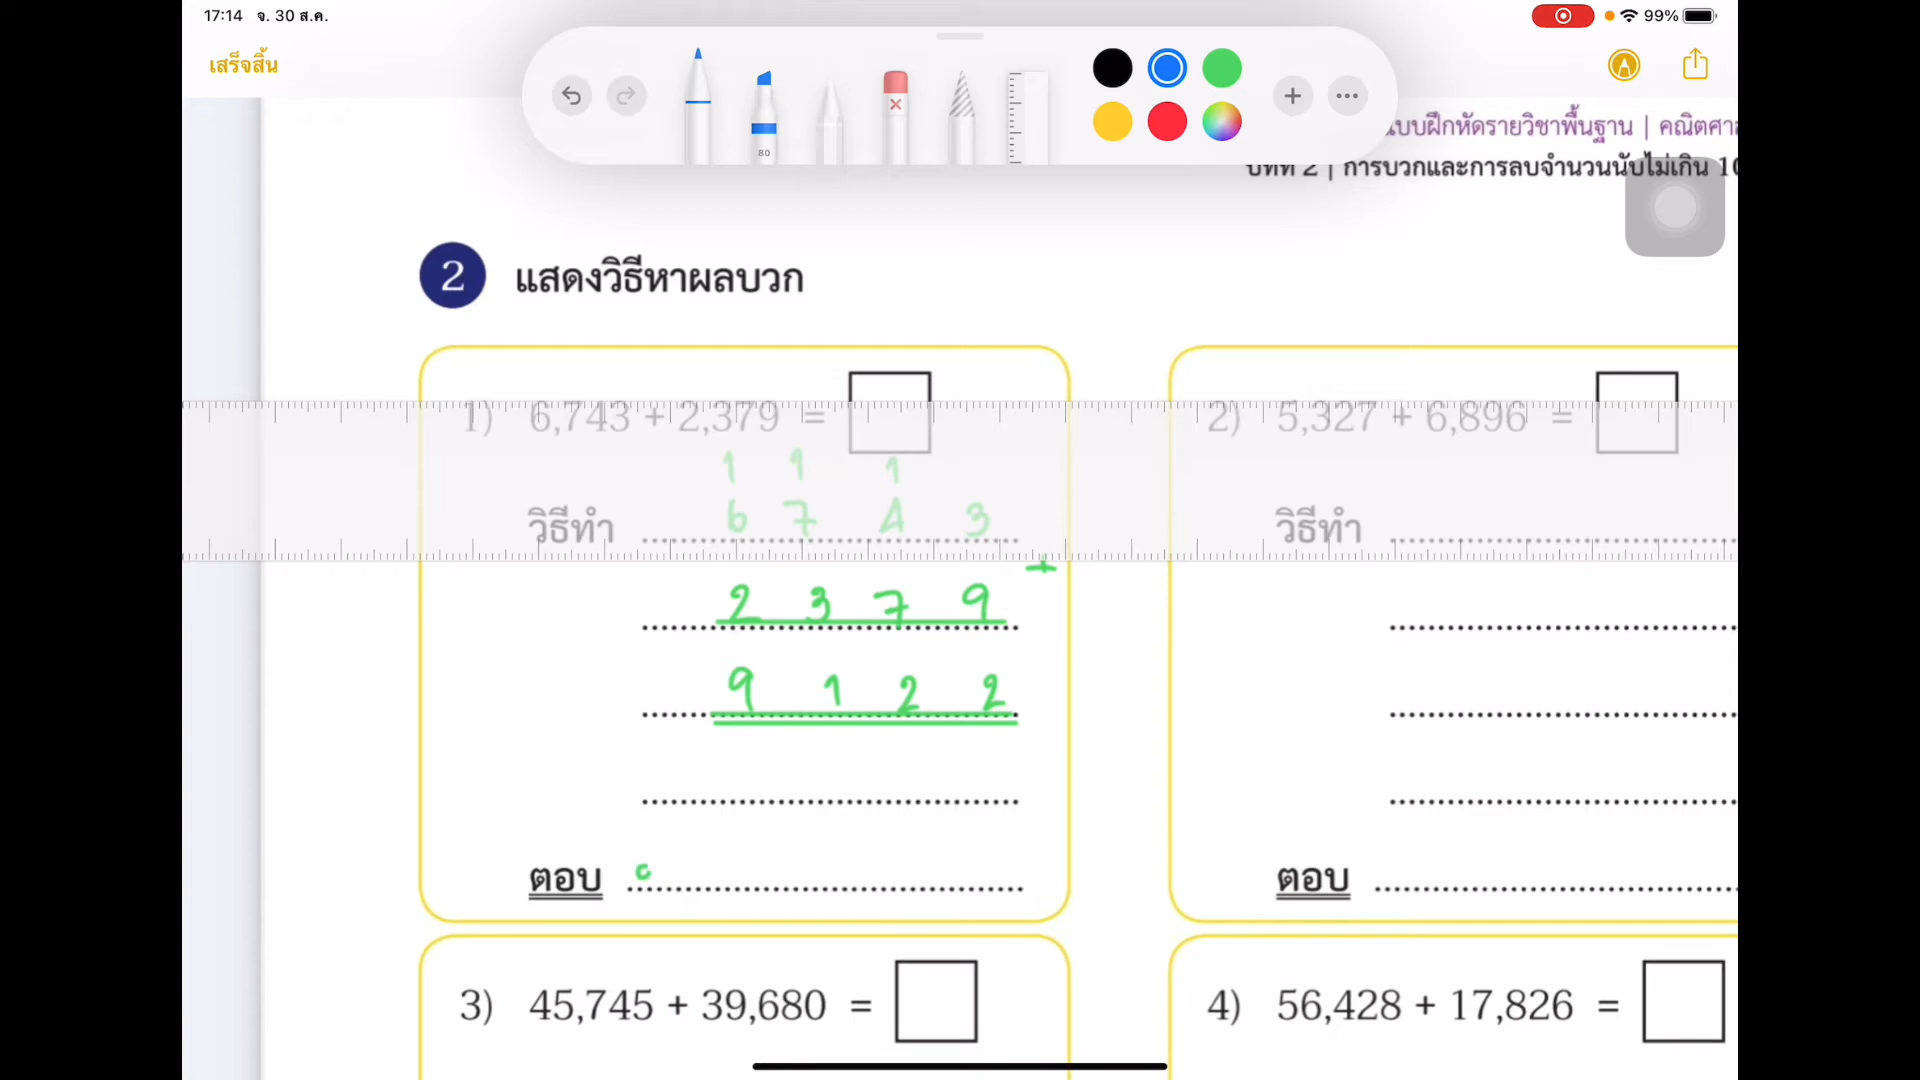 17:14 จ. 30 ส.ค.
99%
เสร็จสิ้น
80
แบบฝึกหัดรายวิชาพื้นฐาน | คณิตศา
บทที่ 2 | การบวกและการลบจำนวนนับไม่เกิน 10
2 แสดงวิธีหาผลบวก
1) 6,743 + 2,379 =
1 1 1
วิธีทำ 6 7 4 3
+
2 3 7 9
9 1 2 2
ตอบ
2) 5,327 + 6,896 =
วิธีทำ
ตอบ
3) 45,745 + 39,680 =
4) 56,428 + 17,826 =